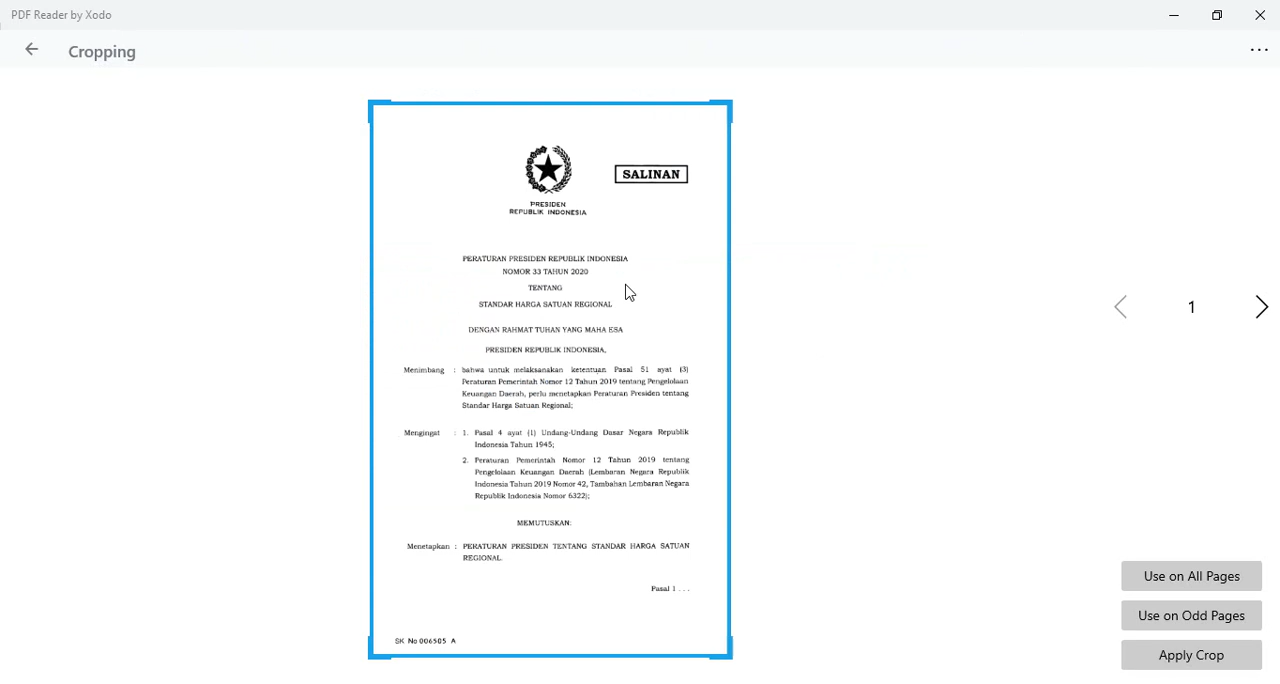 PDF Reader by Xodo
Cropping
SALINAN
PRESIDEN
REPUBLIK INDONESIA
PERATURAN PRESIDEN REPUBLIK INDONESIA
NOMOR 33 TAHUN 2020
TENTANG
STANDAR HARGA SATUAN REGIONAL
DENGAN RAHMAT TUHAN YANG MAHA ESA
PRESIDEN REPUBLIK INDONESIA,
Menimbang : bahwa untuk melaksanakan ketentuan Pasal 51 ayat (3)
Peraturan Pemerintah Nomor 12 Tahun 2019 tentang Pengelolaan
Keuangan Daerah, perlu menetapkan Peraturan Presiden tentang
Standar Harga Satuan Regional;
Mengingat : 1. Pasal 4 ayat (1) Undang-Undang Dasar Negara Republik
Indonesia Tahun 1945;
2. Peraturan Pemerintah Nomor 12 Tahun 2019 tentang
Pengelolaan Keuangan Daerah (Lembaran Negara Republik
Indonesia Tahun 2019 Nomor 42, Tambahan Lembaran Negara
Republik Indonesia Nomor 6322);
MEMUTUSKAN:
Menetapkan : PERATURAN PRESIDEN TENTANG STANDAR HARGA SATUAN
REGIONAL.
Pasal 1 . . .
SK No 006505 A
1
Use on All Pages
Use on Odd Pages
Apply Crop